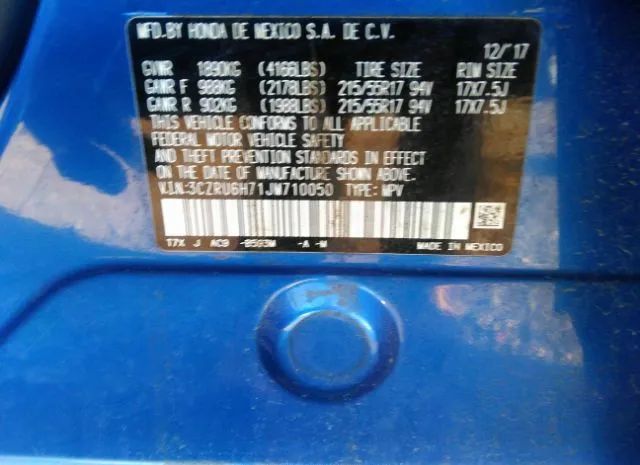 MFD.BY HONDA DE MEXICO S.A. DE C.V.
12/'17
GVWR 1890KG (4166LBS) TIRE SIZE RIM SIZE
GAWR F 988KG (2178LBS) 215/55R17 94V 17X7.5J
GAWR R 902KG (1988LBS) 215/55R17 94V 17X7.5J
THIS VEHICLE CONFORMS TO ALL APPLICABLE
FEDERAL MOTOR VEHICLE SAFETY
AND THEFT PREVENTION STANDARDS IN EFFECT
ON THE DATE OF MANUFACTURE SHOWN ABOVE.
V.I.N:3CZRU6H71JM710050 TYPE: MPV
17X J AC9 -B593M -A -M MADE IN MEXICO